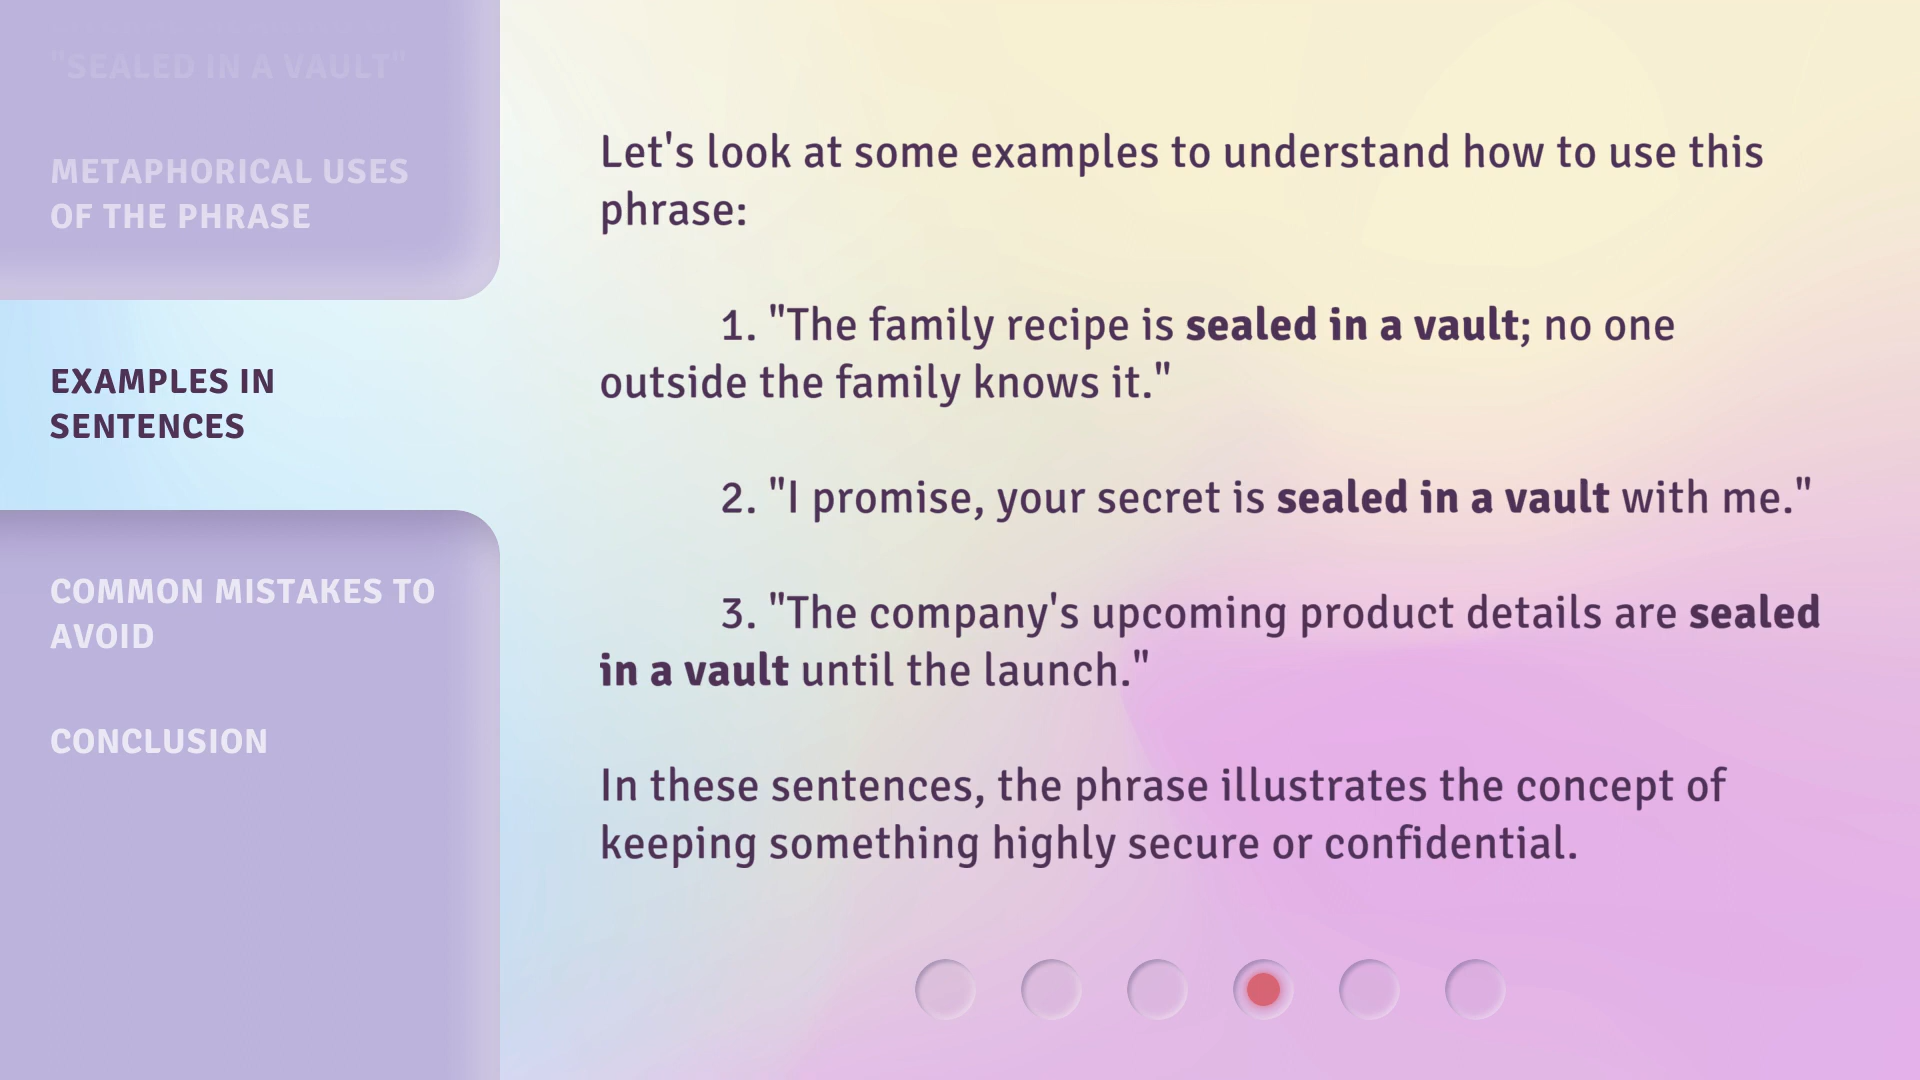 "SEALED IN A VAULT"
METAPHORICAL USES
OF THE PHRASE
EXAMPLES IN
SENTENCES
COMMON MISTAKES TO
AVOID
CONCLUSION
Let's look at some examples to understand how to use this
phrase:
1. "The family recipe is sealed in a vault; no one
outside the family knows it."
2. "I promise, your secret is sealed in a vault with me."
3. "The company's upcoming product details are sealed
in a vault until the launch."
In these sentences, the phrase illustrates the concept of
keeping something highly secure or confidential.